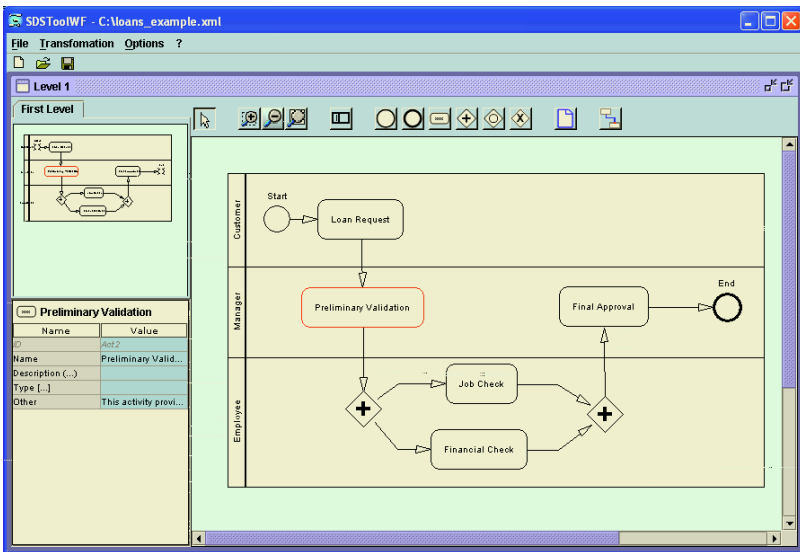 SDSToolWF - C:\loans_example.xml
File Transfomation Options ?
Level 1
First Level
Preliminary Validation
Name Value
ID Act2
Name Preliminary Valid...
Description (...)
Type [...]
Other This activity provi...
Customer
Start
Loan Request
Manager
Preliminary Validation
Final Approval
End
Employee
Job Check
Financial Check